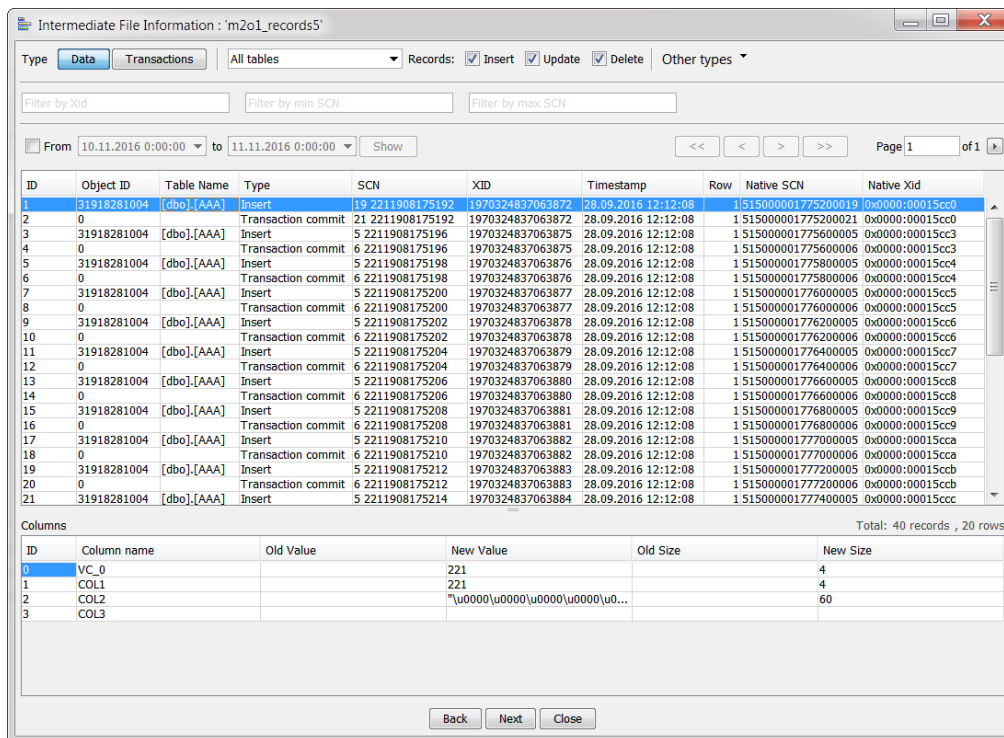 Intermediate File Information : 'm2o1_records5'
Type Data Transactions All tables Records: Insert Update Delete Other types
Filter by Xid Filter by min SCN Filter by max SCN
From 10.11.2016 0:00:00 to 11.11.2016 0:00:00 Show << < > >> Page 1 of 1
ID Object ID Table Name Type SCN XID Timestamp Row Native SCN Native Xid
1 31918281004 [dbo].[AAA] Insert 19 2211908175192 1970324837063872 28.09.2016 12:12:08 1 515000001775200019 0x0000:00015cc0
2 0 Transaction commit 21 2211908175192 1970324837063872 28.09.2016 12:12:08 1 515000001775200021 0x0000:00015cc0
3 31918281004 [dbo].[AAA] Insert 5 2211908175196 1970324837063875 28.09.2016 12:12:08 1 515000001775600005 0x0000:00015cc3
4 0 Transaction commit 6 2211908175196 1970324837063875 28.09.2016 12:12:08 1 515000001775600006 0x0000:00015cc3
5 31918281004 [dbo].[AAA] Insert 5 2211908175198 1970324837063876 28.09.2016 12:12:08 1 515000001775800005 0x0000:00015cc4
6 0 Transaction commit 6 2211908175198 1970324837063876 28.09.2016 12:12:08 1 515000001775800006 0x0000:00015cc4
7 31918281004 [dbo].[AAA] Insert 5 2211908175200 1970324837063877 28.09.2016 12:12:08 1 515000001776000005 0x0000:00015cc5
8 0 Transaction commit 6 2211908175200 1970324837063877 28.09.2016 12:12:08 1 515000001776000006 0x0000:00015cc5
9 31918281004 [dbo].[AAA] Insert 5 2211908175202 1970324837063878 28.09.2016 12:12:08 1 515000001776200005 0x0000:00015cc6
10 0 Transaction commit 6 2211908175202 1970324837063878 28.09.2016 12:12:08 1 515000001776200006 0x0000:00015cc6
11 31918281004 [dbo].[AAA] Insert 5 2211908175204 1970324837063879 28.09.2016 12:12:08 1 515000001776400005 0x0000:00015cc7
12 0 Transaction commit 6 2211908175204 1970324837063879 28.09.2016 12:12:08 1 515000001776400006 0x0000:00015cc7
13 31918281004 [dbo].[AAA] Insert 5 2211908175206 1970324837063880 28.09.2016 12:12:08 1 515000001776600005 0x0000:00015cc8
14 0 Transaction commit 6 2211908175206 1970324837063880 28.09.2016 12:12:08 1 515000001776600006 0x0000:00015cc8
15 31918281004 [dbo].[AAA] Insert 5 2211908175208 1970324837063881 28.09.2016 12:12:08 1 515000001776800005 0x0000:00015cc9
16 0 Transaction commit 6 2211908175208 1970324837063881 28.09.2016 12:12:08 1 515000001776800006 0x0000:00015cc9
17 31918281004 [dbo].[AAA] Insert 5 2211908175210 1970324837063882 28.09.2016 12:12:08 1 515000001777000005 0x0000:00015cca
18 0 Transaction commit 6 2211908175210 1970324837063882 28.09.2016 12:12:08 1 515000001777000006 0x0000:00015cca
19 31918281004 [dbo].[AAA] Insert 5 2211908175212 1970324837063883 28.09.2016 12:12:08 1 515000001777200005 0x0000:00015ccb
20 0 Transaction commit 6 2211908175212 1970324837063883 28.09.2016 12:12:08 1 515000001777200006 0x0000:00015ccb
21 31918281004 [dbo].[AAA] Insert 5 2211908175214 1970324837063884 28.09.2016 12:12:08 1 515000001777400005 0x0000:00015ccc
Columns Total: 40 records , 20 rows
ID Column name Old Value New Value Old Size New Size
0 VC_0 221 4
1 COL1 221 4
2 COL2 "\u0000\u0000\u0000\u0000\u0... 60
3 COL3
Back Next Close